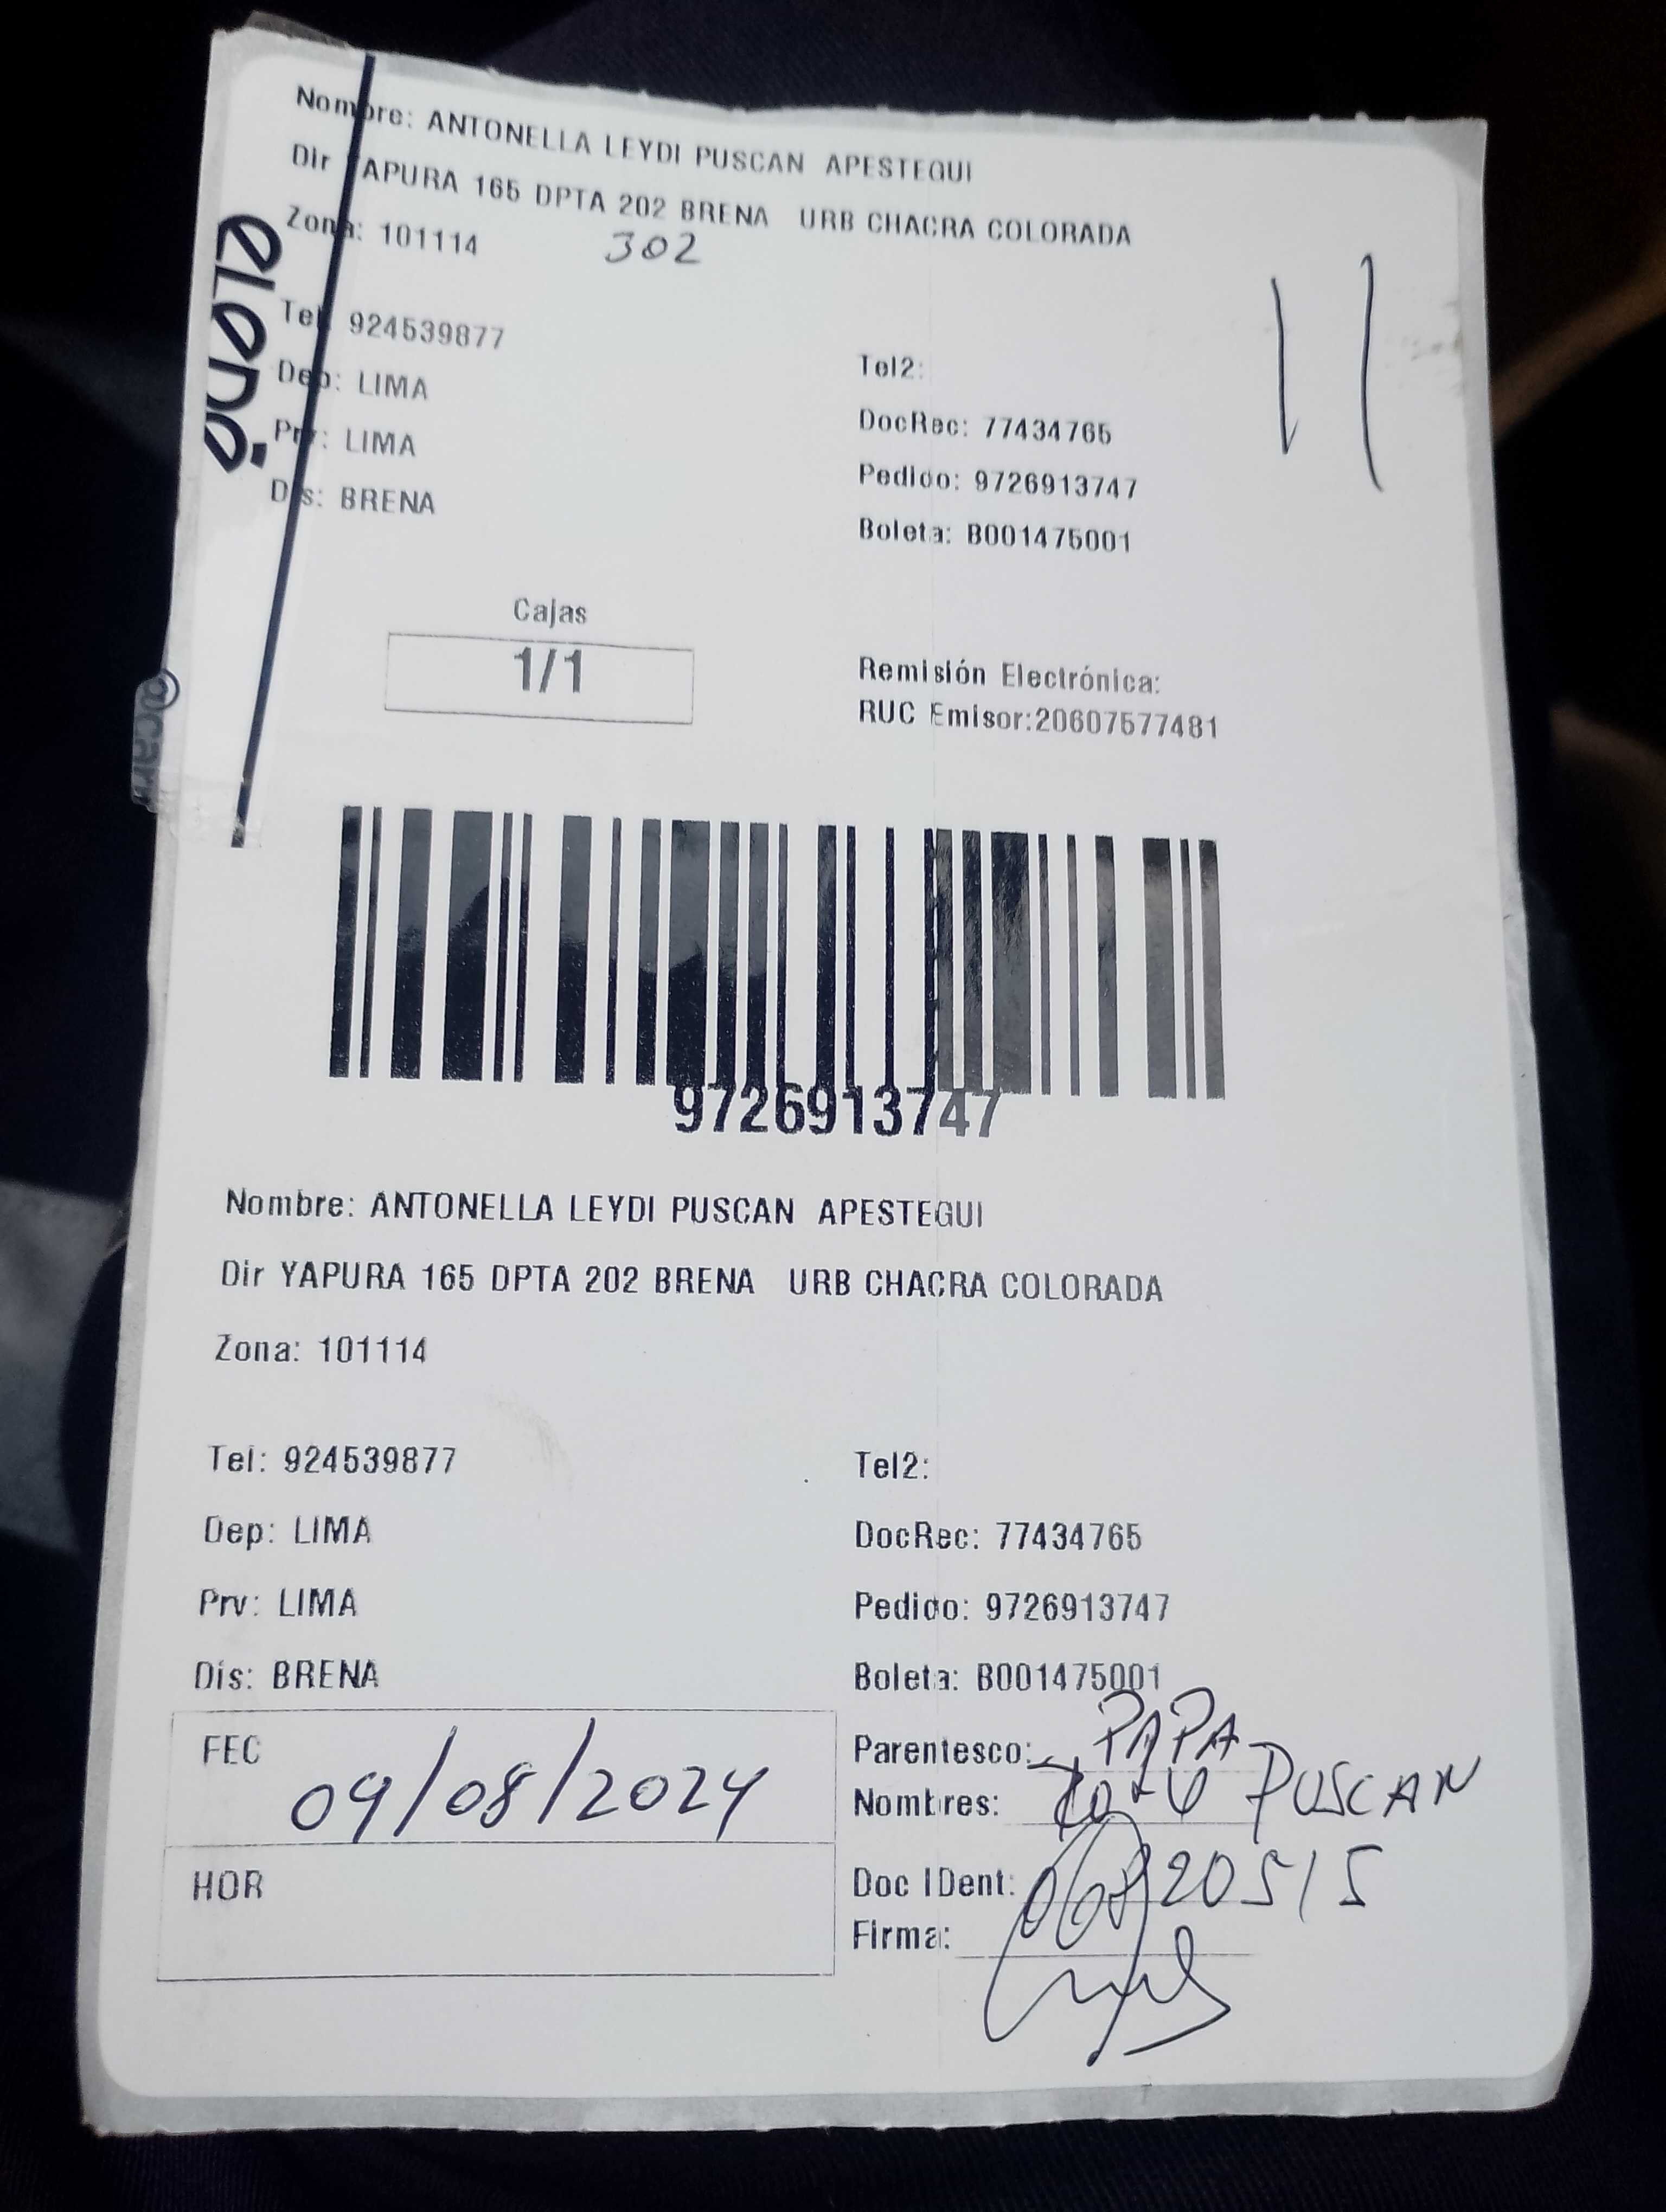 Nombre: ANTONELLA LEYDI PUSCAN APESTEGUI
Dir YAPURA 165 DPTA 202 BRENA URB CHACRA COLORADA
Zona: 101114
302
Tel: 924539877
Tel2:
Dep: LIMA
DocRec: 77434765
Prv: LIMA
Pedido: 9726913747
Dis: BRENA
Boleta: B001475001
Cajas
1/1
Remisión Electrónica:
RUC Emisor:20607577481
9726913747
Nombre: ANTONELLA LEYDI PUSCAN APESTEGUI
Dir YAPURA 165 DPTA 202 BRENA URB CHACRA COLORADA
Zona: 101114
Tel: 924539877
Tel2:
Dep: LIMA
DocRec: 77434765
Prv: LIMA
Pedido: 9726913747
Dis: BRENA
Boleta: B001475001
FEC 09/08/2024
Parentesco: PAPA
Nombres: PUSCAN
HOR
Doc IDent:
Firma: